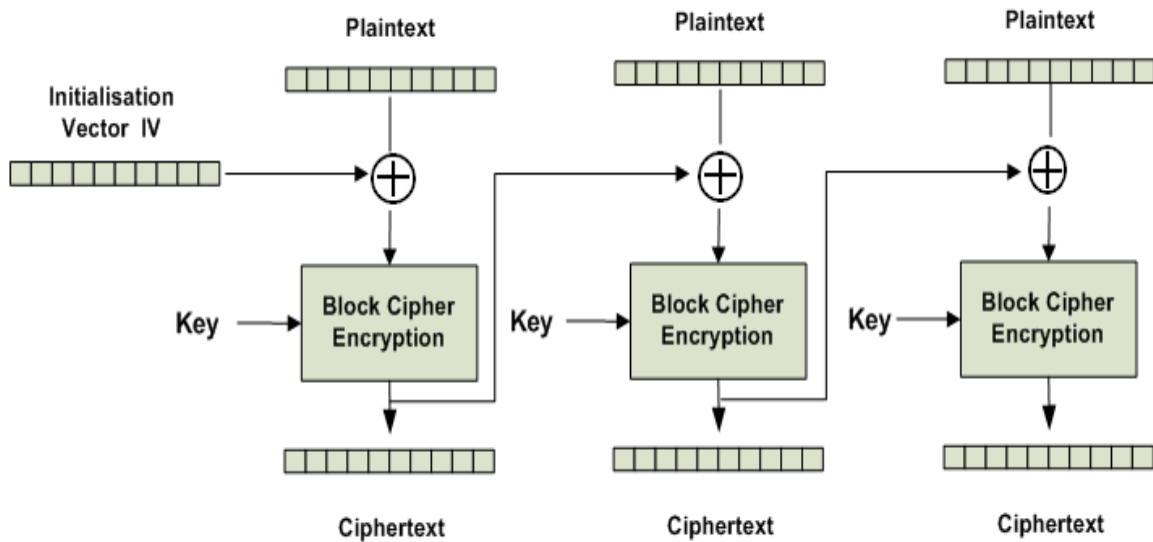 Plaintext
Plaintext
Plaintext
Initialisation
Vector IV
Key
Block Cipher
Encryption
Key
Block Cipher
Encryption
Key
Block Cipher
Encryption
Ciphertext
Ciphertext
Ciphertext